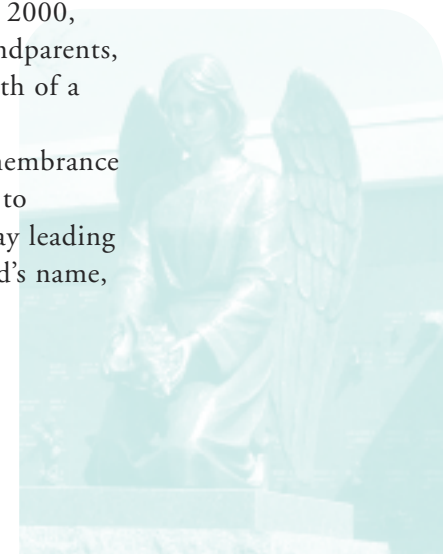 2000,
ndparents,
th of a
membrance
to
ay leading
d's name,